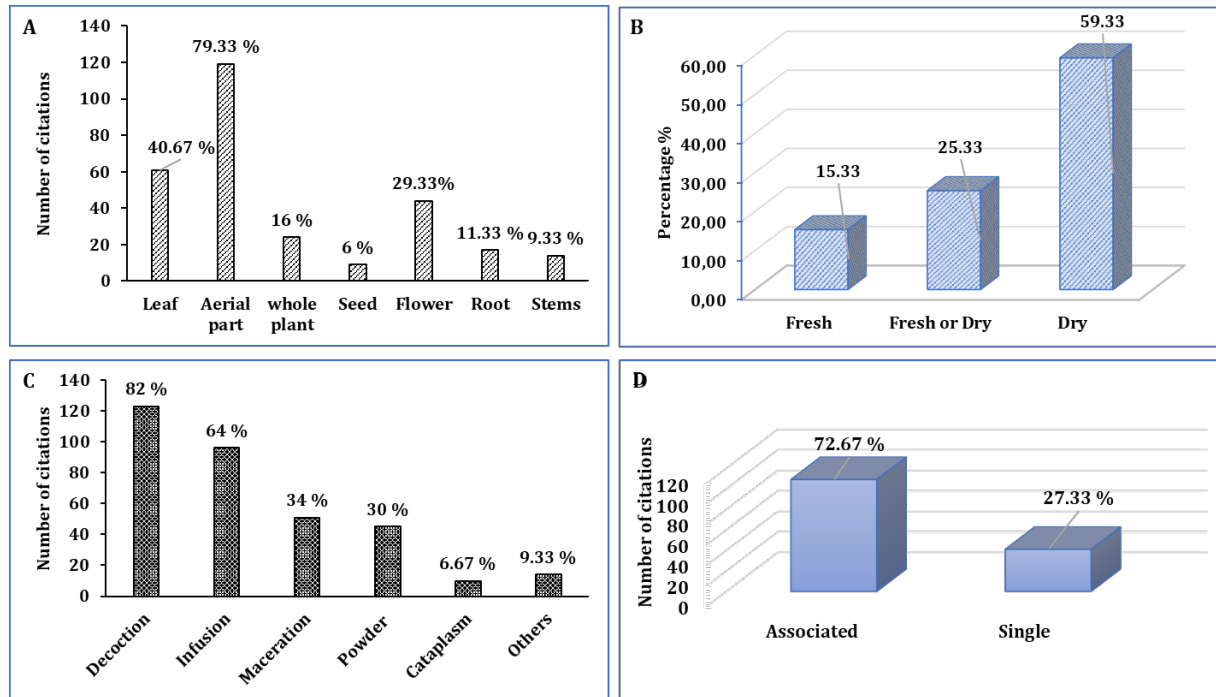 A
Number of citations
140
120
100
80
60
40
20
0
40.67 %
79.33 %
16 %
6 %
29.33%
11.33 %
9.33 %
Leaf
Aerial
part
whole
plant
Seed
Flower
Root
Stems
B
Percentage %
60,00
50,00
40,00
30,00
20,00
10,00
0,00
15.33
25.33
59.33
Fresh
Fresh or Dry
Dry
C
Number of citations
140
120
100
80
60
40
20
0
82 %
64 %
34 %
30 %
6.67 %
9.33 %
Decoction
Infusion
Maceration
Powder
Cataplasm
Others
D
Number of citations
120
100
80
60
40
20
0
72.67 %
27.33 %
Associated
Single